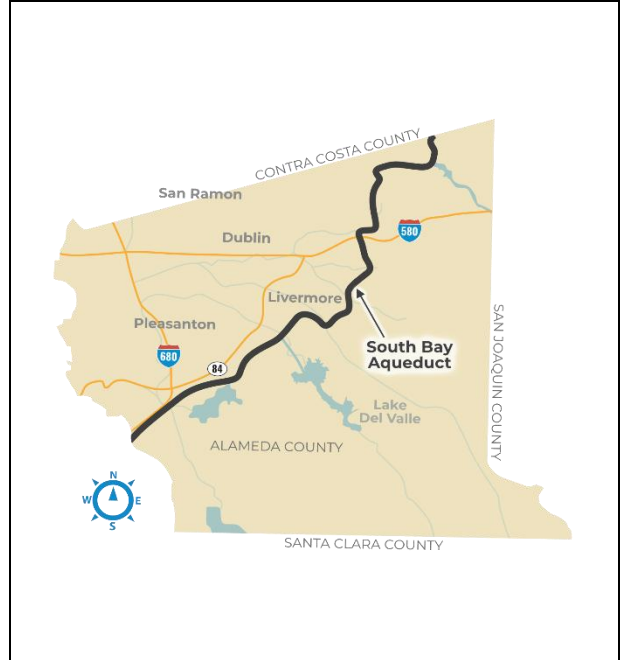 CONTRA COSTA COUNTY
San Ramon
Dublin
580
Livermore
Pleasanton
680
84
South Bay
Aqueduct
SAN JOAQUIN COUNTY
Lake
Del Valle
ALAMEDA COUNTY
N
W E
S
SANTA CLARA COUNTY